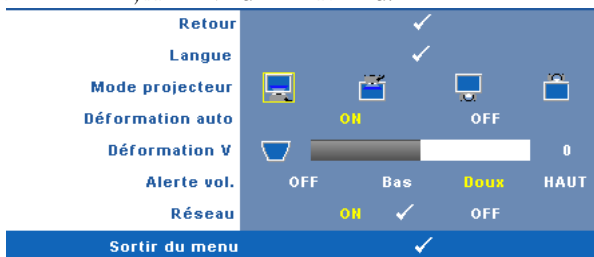 Retour ✓
Langue ✓
Mode projecteur
Déformation auto ON OFF
Déformation V 0
Alerte vol. OFF Bas Doux HAUT
Réseau ON ✓ OFF
Sortir du menu ✓